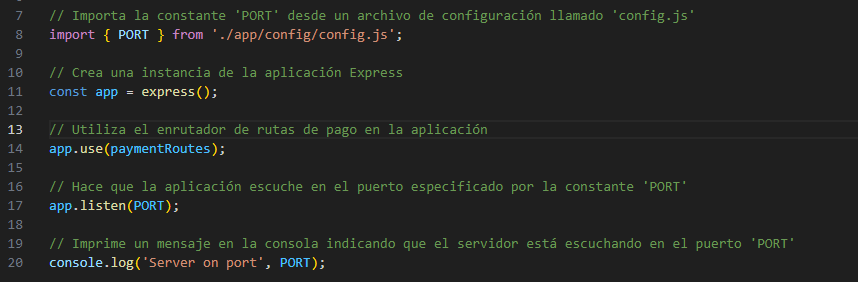 7 // Importa la constante 'PORT' desde un archivo de configuración llamado 'config.js'
8 import { PORT } from './app/config/config.js';
9
10 // Crea una instancia de la aplicación Express
11 const app = express();
12
13 // Utiliza el enrutador de rutas de pago en la aplicación
14 app.use(paymentRoutes);
15
16 // Hace que la aplicación escuche en el puerto especificado por la constante 'PORT'
17 app.listen(PORT);
18
19 // Imprime un mensaje en la consola indicando que el servidor está escuchando en el puerto 'PORT'
20 console.log('Server on port', PORT);